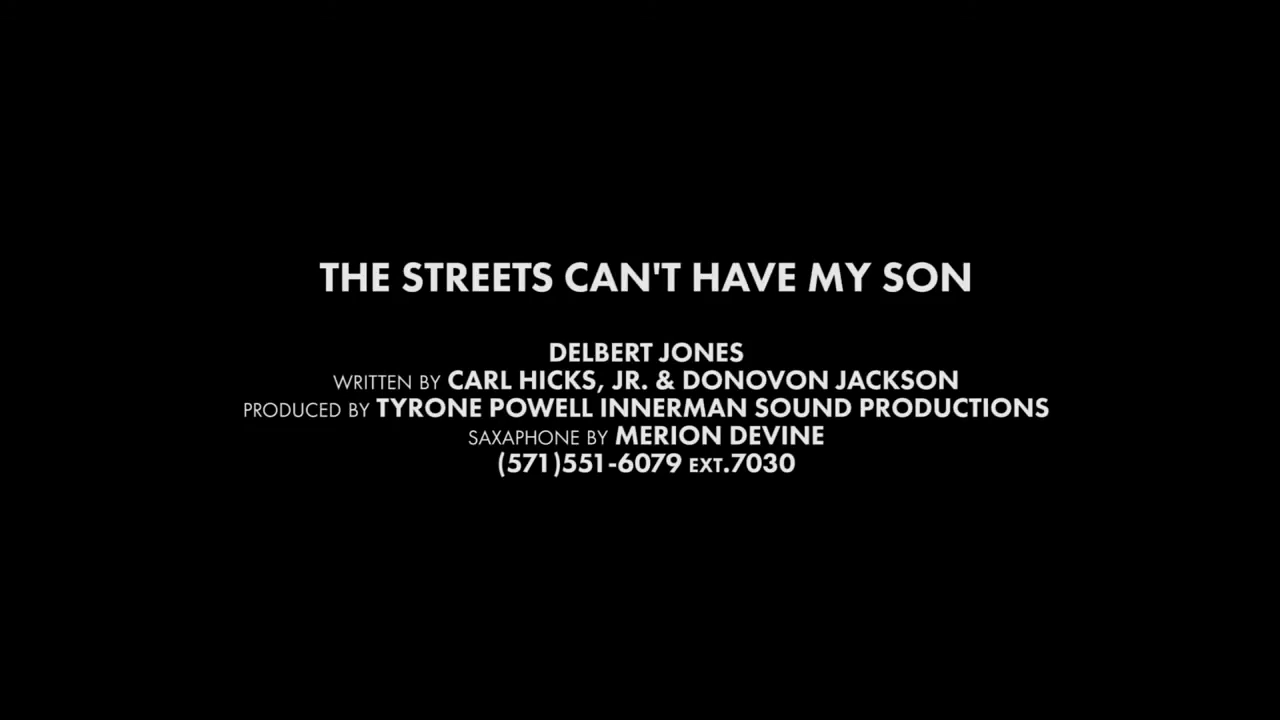 THE STREETS CAN'T HAVE MY SON
DELBERT JONES
WRITTEN BY CARL HICKS, JR. & DONOVON JACKSON
PRODUCED BY TYRONE POWELL INNERMAN SOUND PRODUCTIONS
SAXAPHONE BY MERION DEVINE
(571)551-6079 EXT.7030